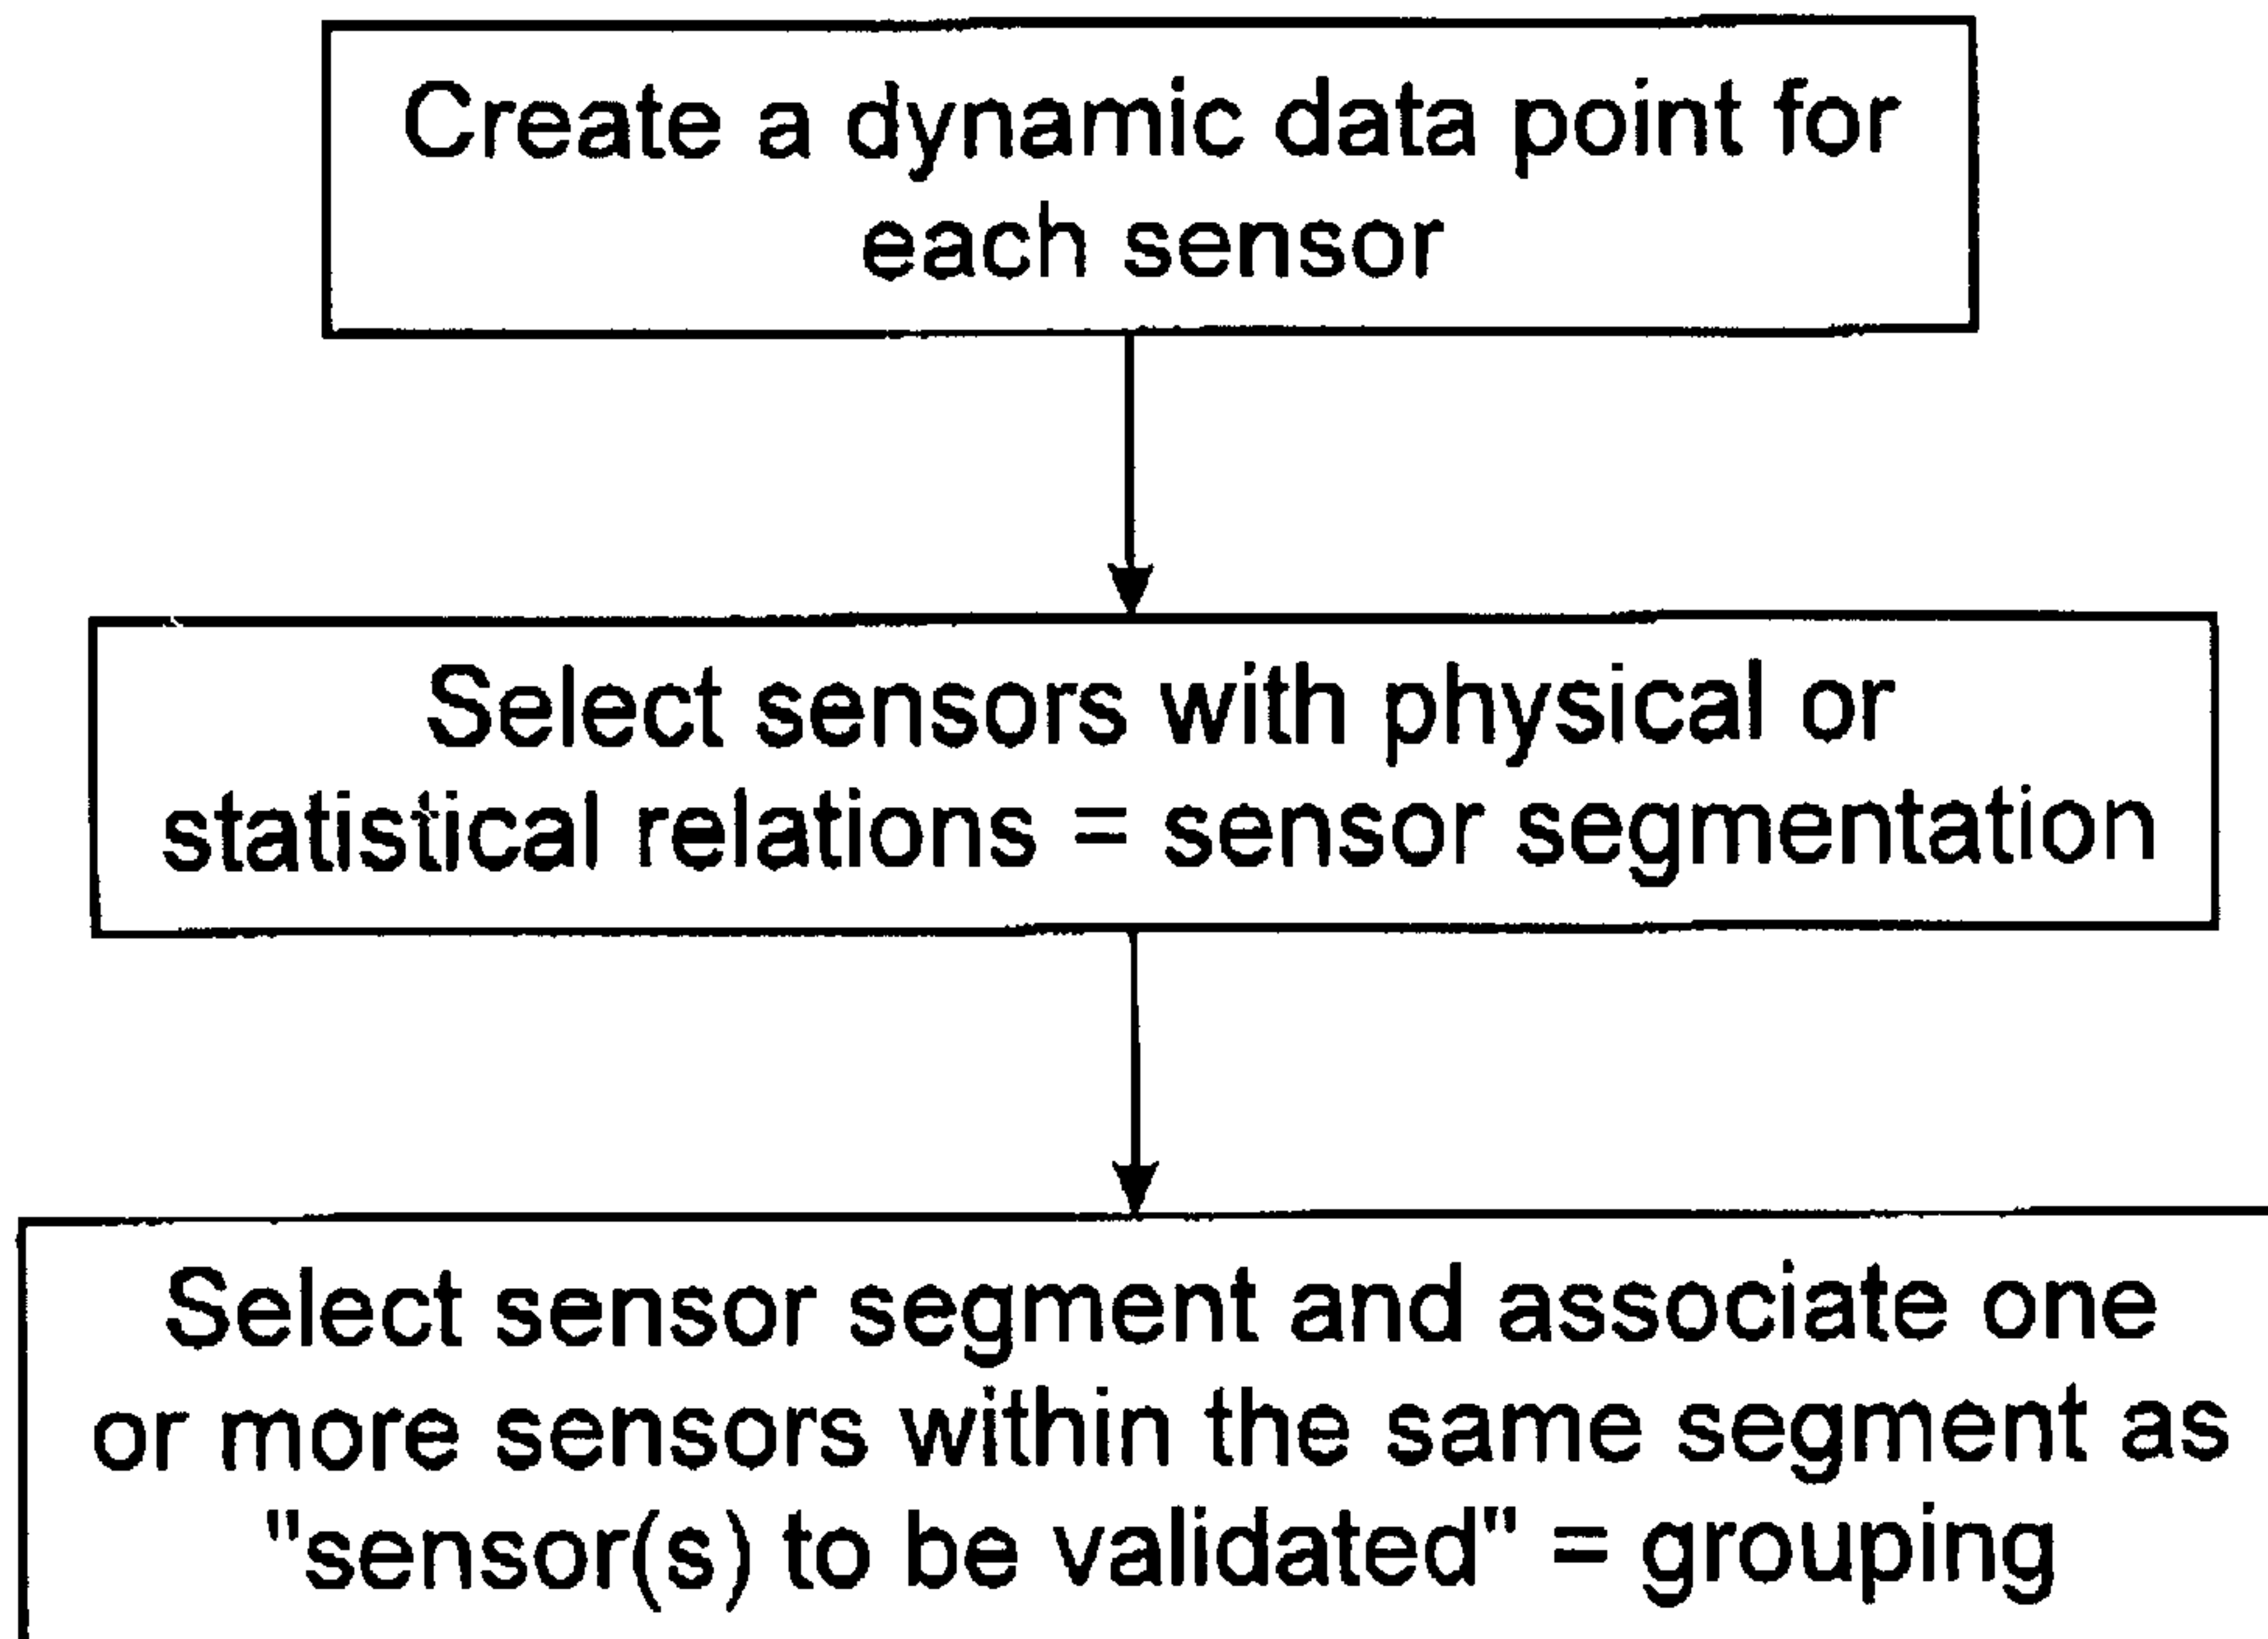 Create a dynamic data point for
each sensor
Select sensors with physical or
statistical relations = sensor segmentation
Select sensor segment and associate one
or more sensors within the same segment as
"sensor(s) to be validated" = grouping